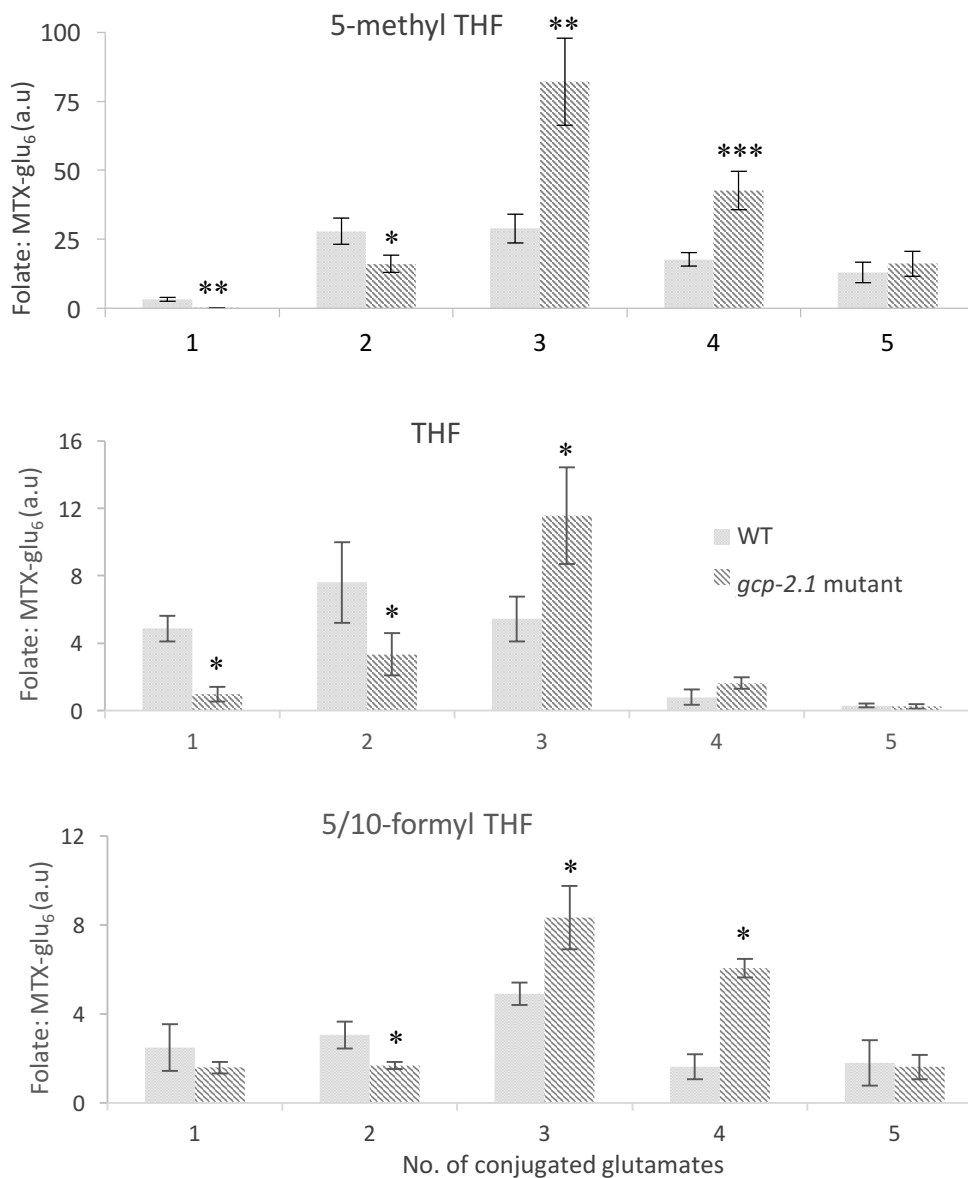 5-methyl THF
Folate: MTX-glu₆ (a.u)
100
75
50
25
0
**
*
**
***
1 2 3 4 5
THF
Folate: MTX-glu₆ (a.u)
16
12
8
4
0
*
*
*
WT
gcp-2.1 mutant
1 2 3 4 5
5/10-formyl THF
Folate: MTX-glu₆ (a.u)
12
8
4
0
*
*
*
1 2 3 4 5
No. of conjugated glutamates